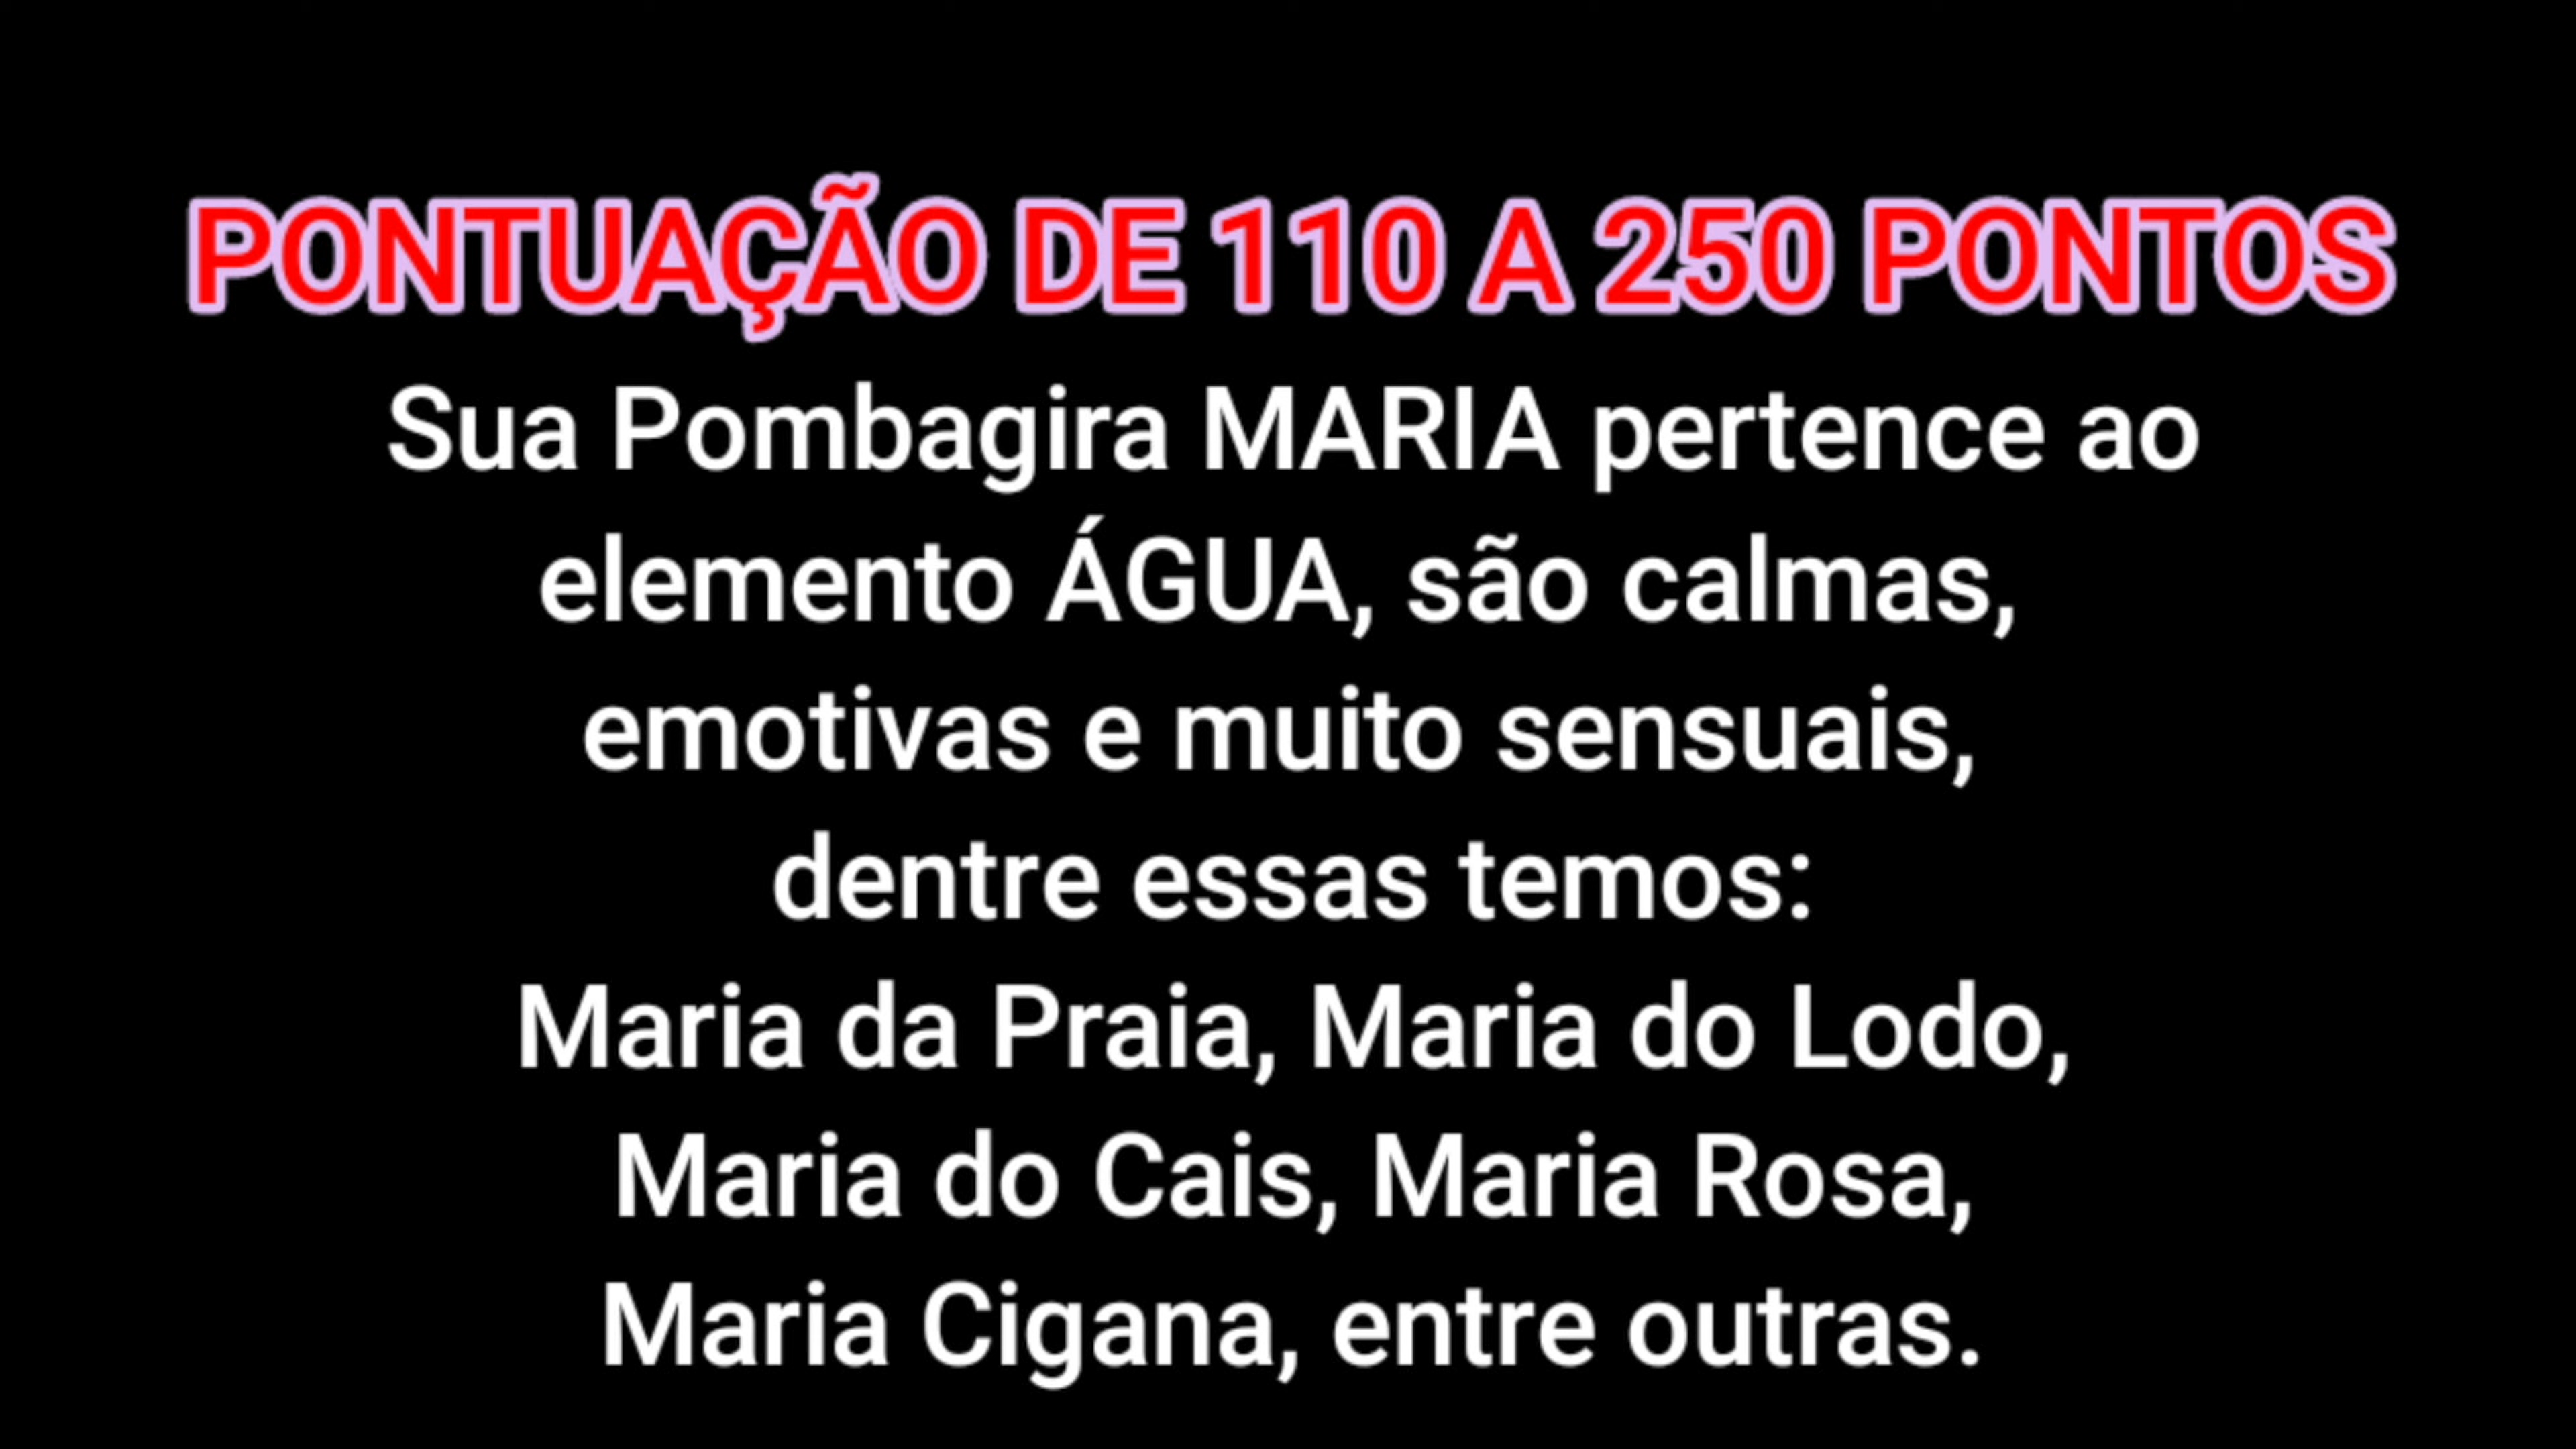 PONTUAÇÃO DE 110 A 250 PONTOS
Sua Pombagira MARIA pertence ao
elemento ÁGUA, são calmas,
emotivas e muito sensuais,
dentre essas temos:
Maria da Praia, Maria do Lodo,
Maria do Cais, Maria Rosa,
Maria Cigana, entre outras.